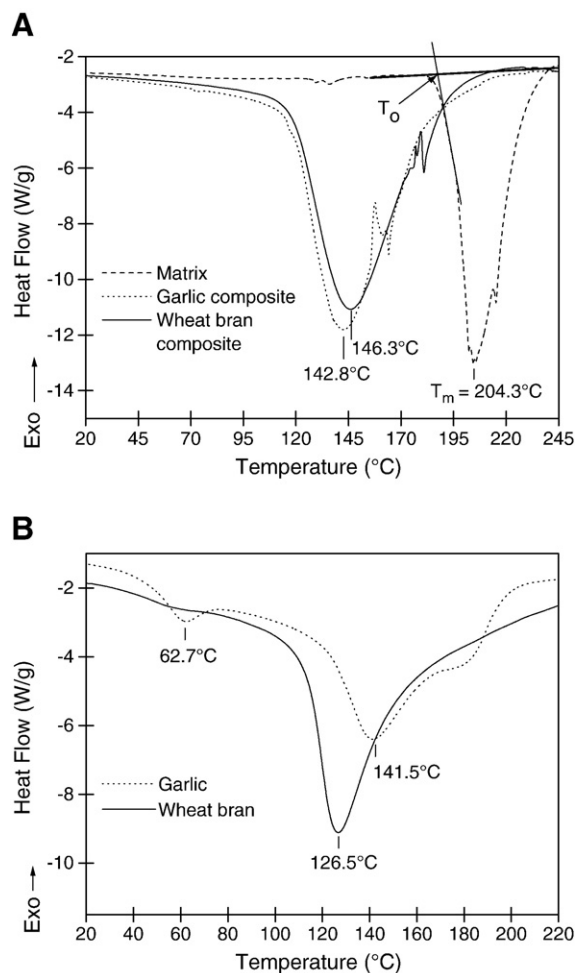 A
-2
-4
-6
-8
-10
-12
-14
Heat Flow (W/g)
Exo
To
Matrix
Garlic composite
Wheat bran
composite
146.3°C
142.8°C
Tm = 204.3°C
20 45 70 95 120 145 170 195 220 245
Temperature (°C)
B
-2
-4
-6
-8
-10
Heat Flow (W/g)
Exo
62.7°C
141.5°C
Garlic
Wheat bran
126.5°C
20 40 60 80 100 120 140 160 180 200 220
Temperature (°C)